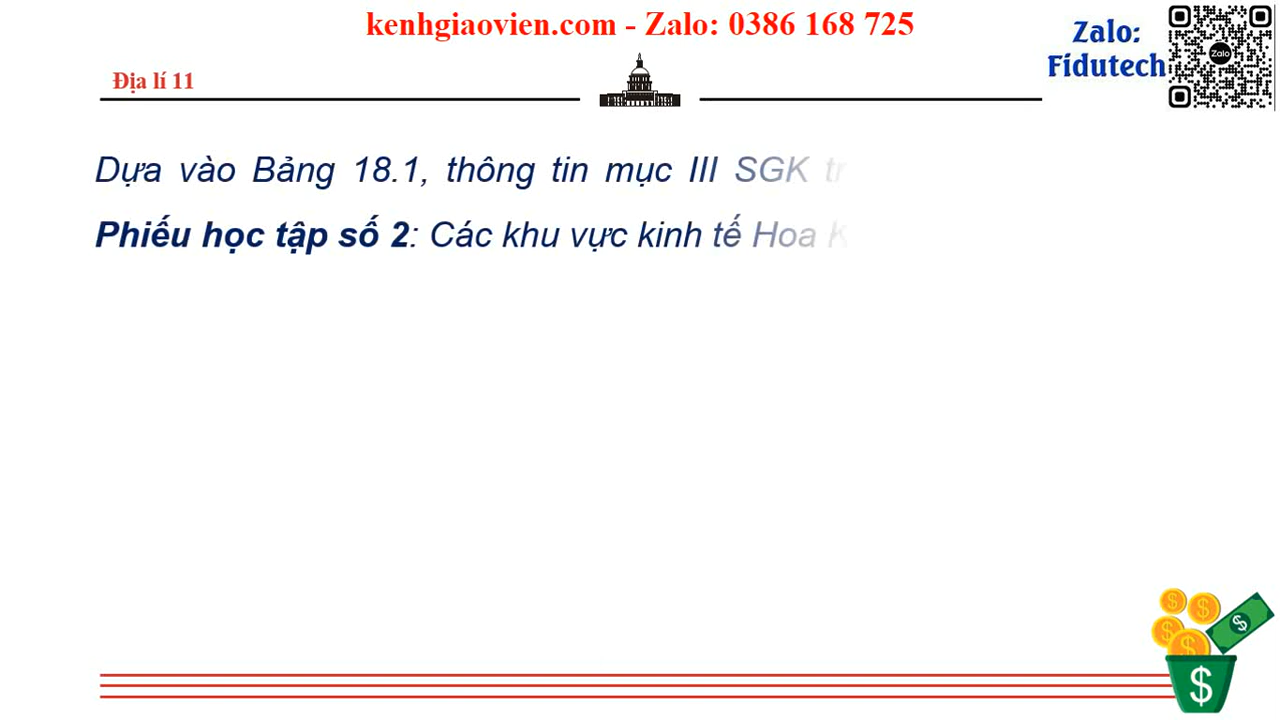 kenhgiaovien.com - Zalo: 0386 168 725
Zalo:
Fidutech
Zalo
Địa lí 11
Dựa vào Bảng 18.1, thông tin mục III SGK
Phiếu học tập số 2: Các khu vực kinh tế Hoa
$ $ $ $ $
$